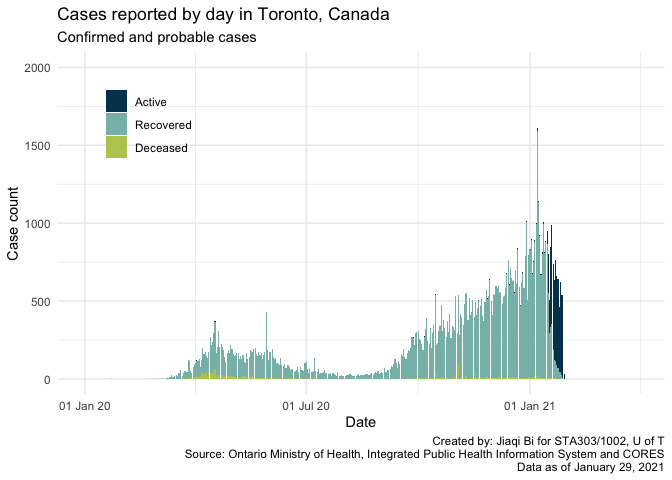 Cases reported by day in Toronto, Canada
Confirmed and probable cases
2000
1500
1000
500
0
Case count
Active
Recovered
Deceased
01 Jan 20
01 Jul 20
01 Jan 21
Date
Created by: Jiaqi Bi for STA303/1002, U of T
Source: Ontario Ministry of Health, Integrated Public Health Information System and CORES
Data as of January 29, 2021